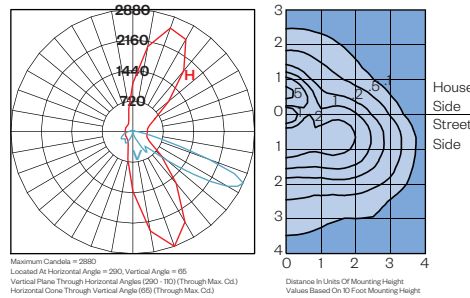 2880
2160
1440
720
H
V
Maximum Candela = 2880
Located At Horizontal Angle = 290, Vertical Angle = 65
Vertical Plane Through Horizontal Angles (290 - 110) (Through Max. Cd.)
Horizontal Cone Through Vertical Angle (65) (Through Max. Cd.)
3
2
1
0
1
2
3
4
0 1 2 3 4
5
1 .2 .5 .1
2
House
Side
Street
Side
Distance In Units Of Mounting Height
Values Based On 10 Foot Mounting Height